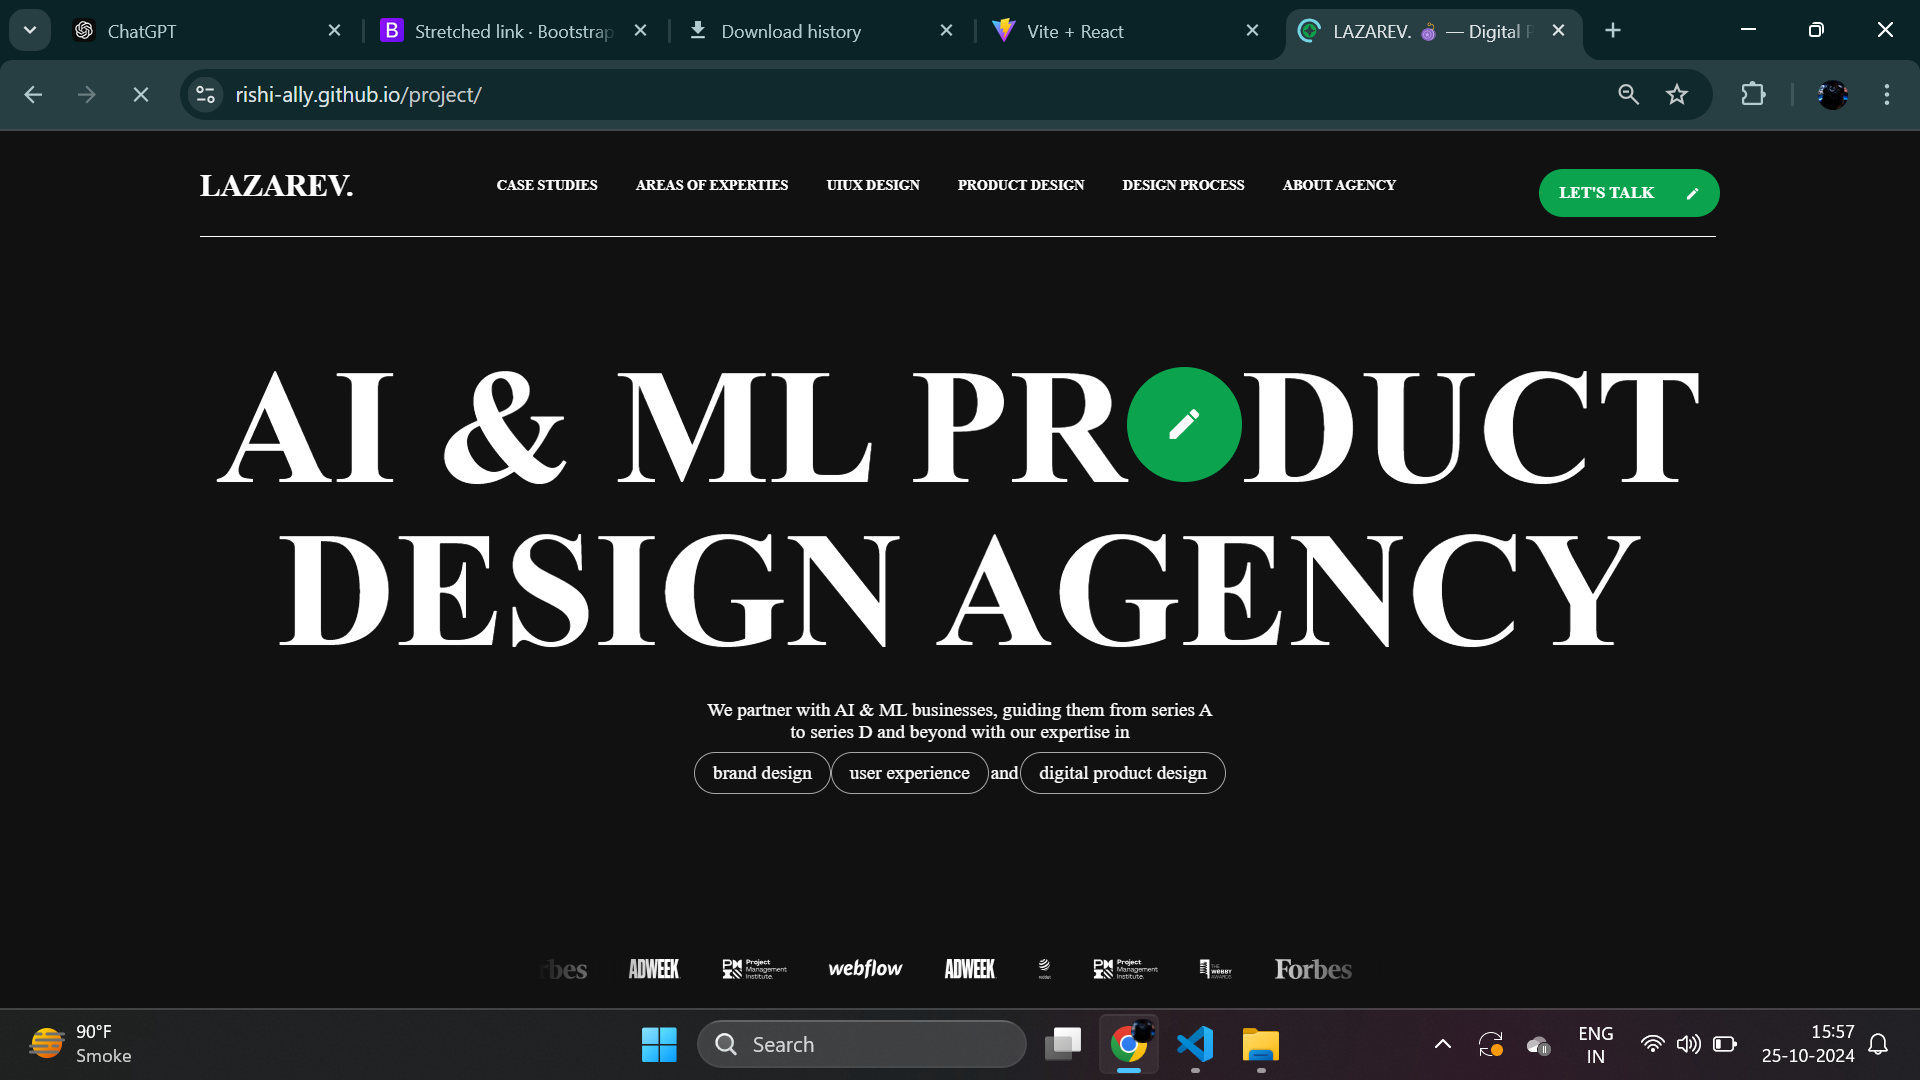 ChatGPT
Stretched link · Bootstrap
Download history
Vite + React
LAZAREV. — Digital P
rishi-ally.github.io/project/
LAZAREV.
CASE STUDIES
AREAS OF EXPERTIES
UIUX DESIGN
PRODUCT DESIGN
DESIGN PROCESS
ABOUT AGENCY
LET'S TALK
AI & ML PR DUCT
DESIGN AGENCY
We partner with AI & ML businesses, guiding them from series A
to series D and beyond with our expertise in
brand design user experience and digital product design
rbes
ADWEEK
Project
Management
Institute.
webflow
ADWEEK
Project
Management
Institute.
THE
WEBBY
AWARDS
Forbes
90°F
Smoke
Search
ENG
IN
15:57
25-10-2024